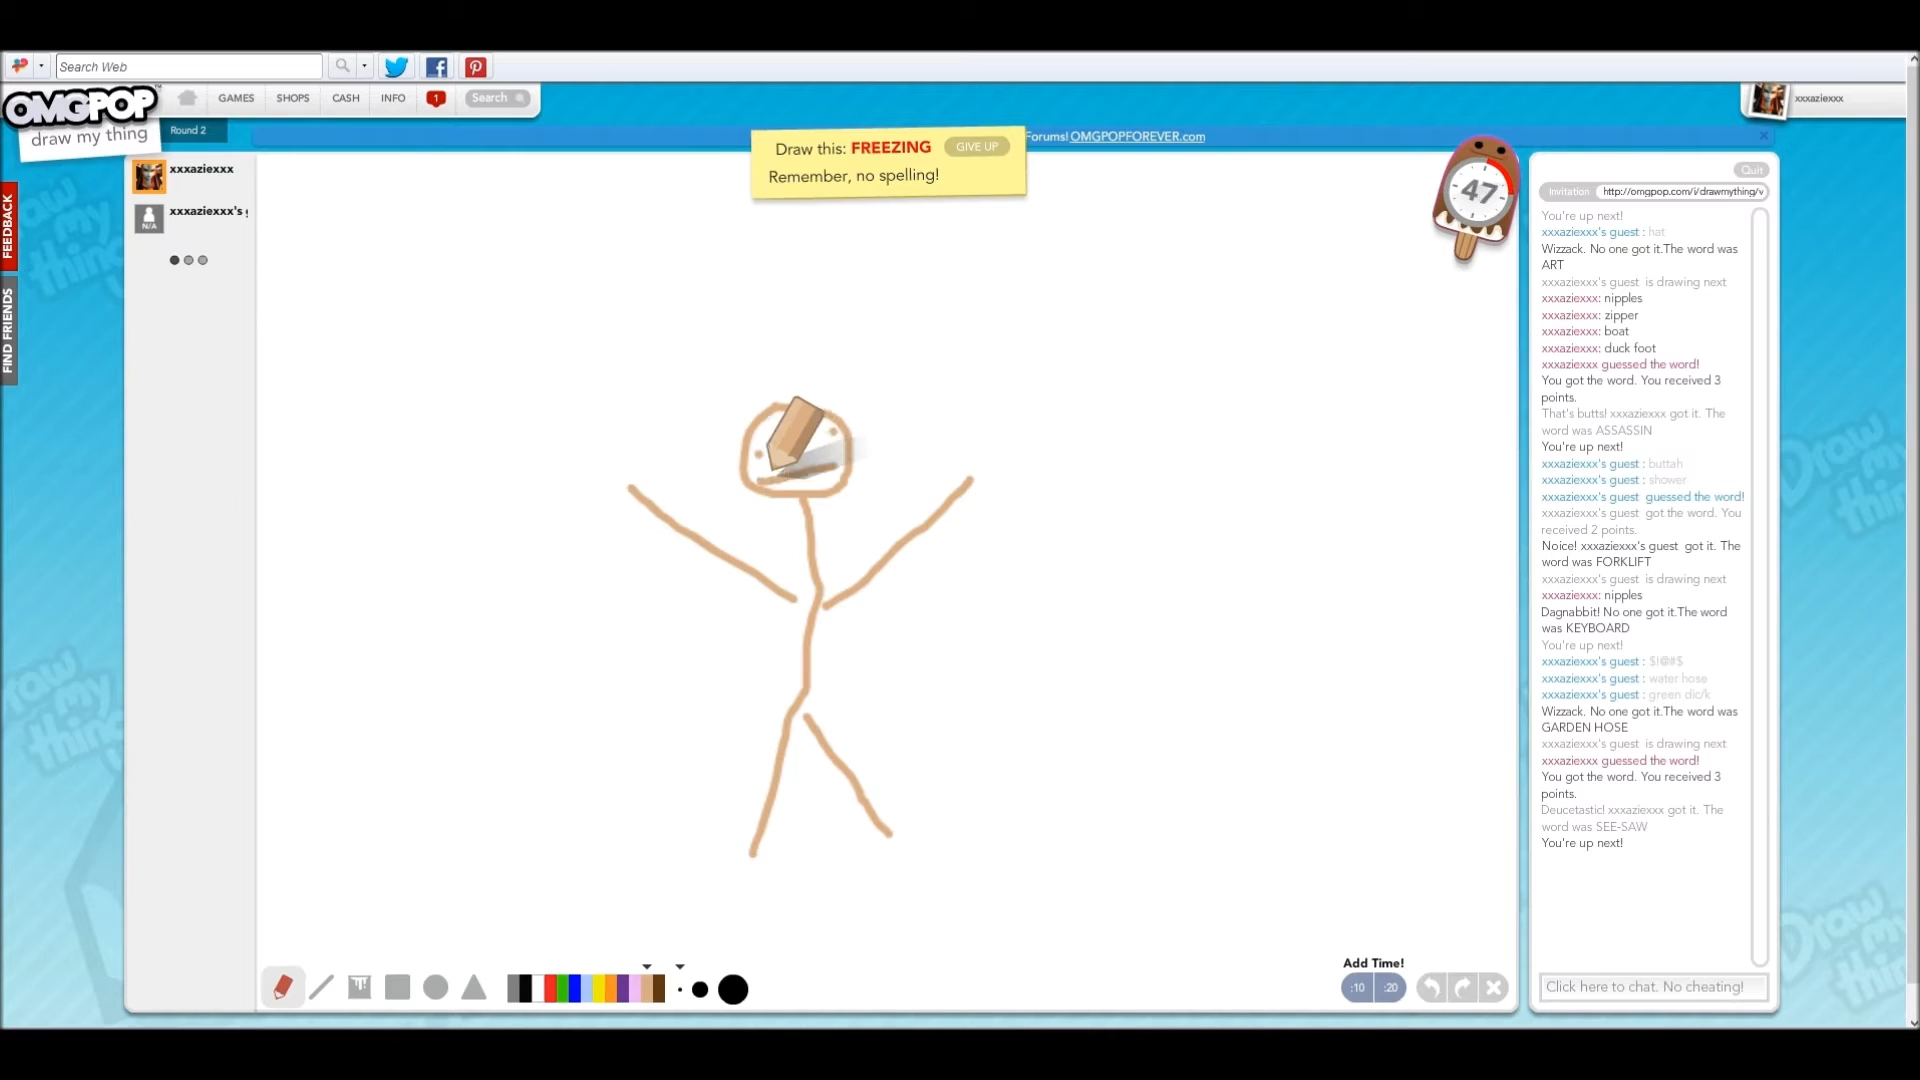 Search Web
OMGPOP
draw my thing
GAMES
SHOPS
CASH
INFO
1
Search
xxxaziexxx
Round 2
Forums! OMGPOPFOREVER.com
Draw this: FREEZING
GIVE UP
Remember, no spelling!
47
FEEDBACK
FIND FRIENDS
xxxaziexxx
N/A
xxxaziexxx's
Quit
Invitation
http://omgpop.com/i/drawmything/v
You're up next!
xxxaziexxx's guest : hat
Wizzack. No one got it.The word was
ART
xxxaziexxx's guest is drawing next
xxxaziexxx: nipples
xxxaziexxx: zipper
xxxaziexxx: boat
xxxaziexxx: duck foot
xxxaziexxx guessed the word!
You got the word. You received 3
points.
That's butts! xxxaziexxx got it. The
word was ASSASSIN
You're up next!
xxxaziexxx's guest : buttah
xxxaziexxx's guest : shower
xxxaziexxx's guest guessed the word!
xxxaziexxx's guest got the word. You
received 2 points.
Noice! xxxaziexxx's guest got it. The
word was FORKLIFT
xxxaziexxx's guest is drawing next
xxxaziexxx: nipples
Dagnabbit! No one got it.The word
was KEYBOARD
You're up next!
xxxaziexxx's guest : $!@#$
xxxaziexxx's guest : water hose
xxxaziexxx's guest : green dic/k
Wizzack. No one got it.The word was
GARDEN HOSE
xxxaziexxx's guest is drawing next
xxxaziexxx guessed the word!
You got the word. You received 3
points.
Deucetastic! xxxaziexxx got it. The
word was SEE-SAW
You're up next!
Add Time!
:10
:20
Click here to chat. No cheating!